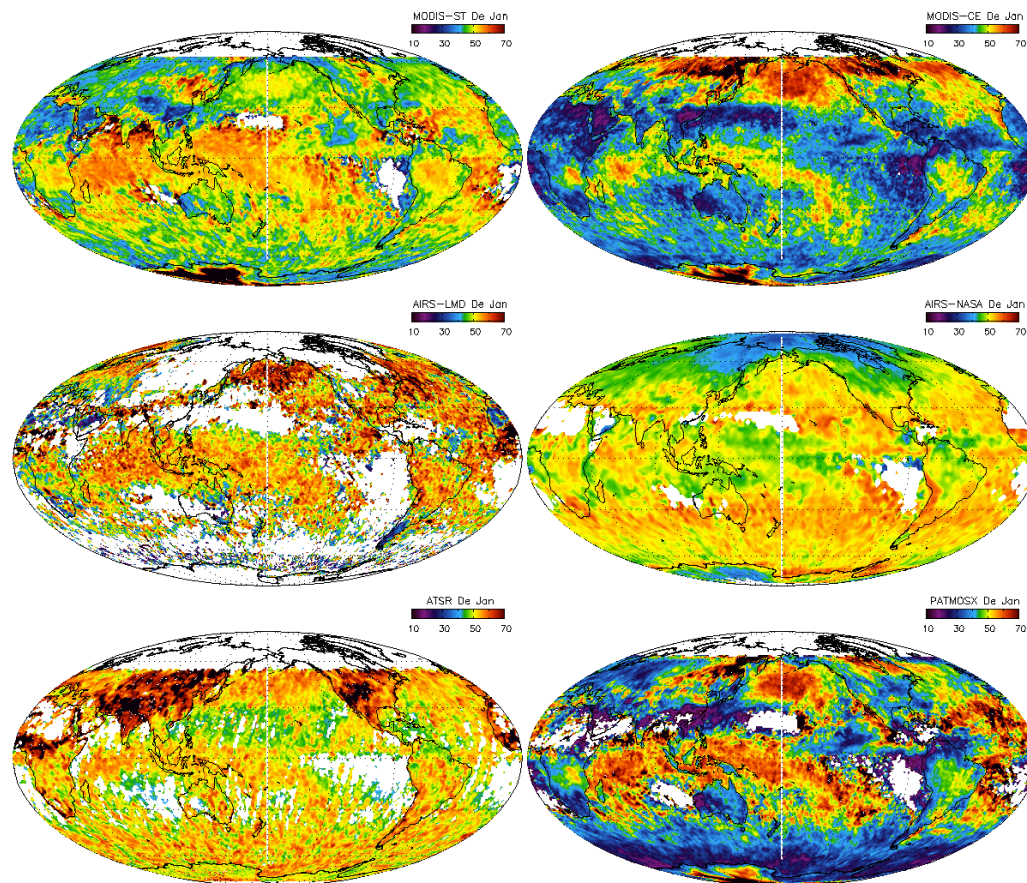 MODIS-ST De Jan
10 30 50 70
MODIS-CE De Jan
10 30 50 70
AIRS-LMD De Jan
10 30 50 70
AIRS-NASA De Jan
10 30 50 70
ATSR De Jan
10 30 50 70
PATMOSX De Jan
10 30 50 70